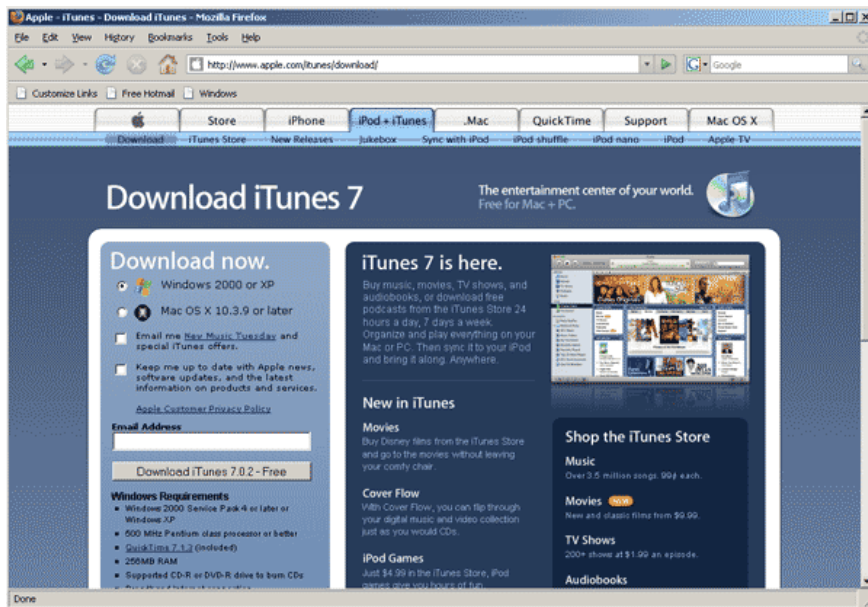 Apple - iTunes - Download iTunes - Mozilla Firefox
File Edit View History Bookmarks Tools Help
http://www.apple.com/itunes/download/
Google
Customize Links Free Hotmail Windows
Store iPhone iPod + iTunes .Mac QuickTime Support Mac OS X
Download iTunes Store New Releases Jukebox Sync with iPod iPod shuffle iPod nano iPod Apple TV
Download iTunes 7
The entertainment center of your world.
Free for Mac + PC.
Download now.
Windows 2000 or XP
Mac OS X 10.3.9 or later
Email me New Music Tuesday and
special iTunes offers.
Keep me up to date with Apple news,
software updates, and the latest
information on products and services.
Apple Customer Privacy Policy
Email Address
Download iTunes 7.0.2 - Free
Windows Requirements
Windows 2000 Service Pack 4 or later or
Windows XP
500 MHz Pentium class processor or better
QuickTime 7.1.3 (included)
256MB RAM
Supported CD-R or DVD-R drive to burn CDs
Broadband Internet connection
iTunes 7 is here.
Buy music, movies, TV shows, and
audiobooks, or download free
podcasts from the iTunes Store 24
hours a day, 7 days a week.
Organize and play everything on your
Mac or PC. Then sync it to your iPod
and bring it along. Anywhere.
New in iTunes
Movies
Buy Disney films from the iTunes Store
and go to the movies without leaving
your comfy chair.
Cover Flow
With Cover Flow, you can flip through
your digital music and video collection
just as you would CDs.
iPod Games
Just $4.99 in the iTunes Store, iPod
games give you hours of fun
Shop the iTunes Store
Music
Over 3.5 million songs. 99¢ each.
Movies
New and classic films from $9.99.
TV Shows
200+ shows at $1.99 an episode.
Audiobooks
Done